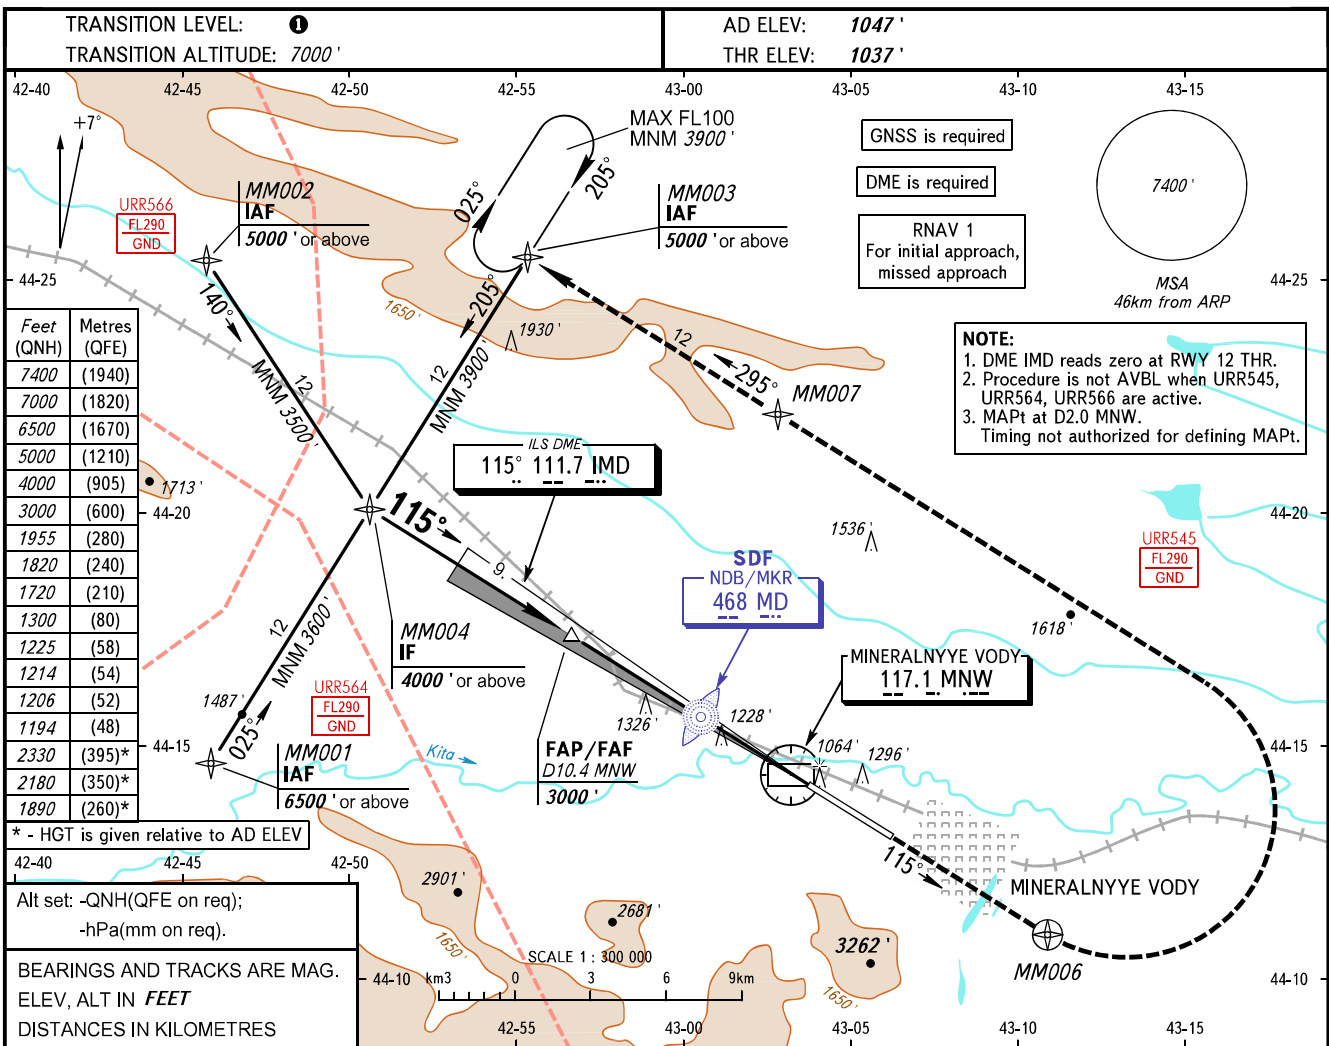 TRANSITION LEVEL: ❶
TRANSITION ALTITUDE: 7000 '
AD ELEV: 1047 '
THR ELEV: 1037 '
42-40 42-45 42-50 42-55 43-00 43-05 43-10 43-15
+7°
MAX FL100
MNM 3900 '
GNSS is required
DME is required
RNAV 1
For initial approach,
missed approach
7400'
MSA
46km from ARP
URR566
FL290
GND
MM002
IAF
5000 ' or above
025°
205°
MM003
IAF
5000 ' or above
44-25
44-25
140°
12
MNM 3500'
205°
12
MNM 3900'
1650'
1930 '
12
295°
MM007
NOTE:
1. DME IMD reads zero at RWY 12 THR.
2. Procedure is not AVBL when URR545,
URR564, URR566 are active.
3. MAPt at D2.0 MNW.
Timing not authorized for defining MAPt.
Feet (QNH) Metres (QFE)
7400 (1940)
7000 (1820)
6500 (1670)
5000 (1210)
4000 (905)
3000 (600)
1955 (280)
1820 (240)
1720 (210)
1300 (80)
1225 (58)
1214 (54)
1206 (52)
1194 (48)
2330 (395)*
2180 (350)*
1890 (260)*
* - HGT is given relative to AD ELEV
1713 '
44-20
44-20
ILS DME
115° 111.7 IMD
115°
9.
1536 '
URR545
FL290
GND
SDF
NDB/MKR
468 MD
1618 '
12
MNM 3600'
MM004
IF
4000 ' or above
MINERALNYYE VODY
117.1 MNW
1487 '
025°
URR564
FL290
GND
1326 '
1228 '
1064 '
1296 '
44-15
44-15
MM001
IAF
6500 ' or above
Kita
FAP/FAF
D10.4 MNW
3000 '
115°
MINERALNYYE VODY
42-40 42-45 42-50
2901 '
2681 '
3262 '
1650'
1650'
MM006
Alt set: -QNH(QFE on req);
-hPa(mm on req).
BEARINGS AND TRACKS ARE MAG.
ELEV, ALT IN FEET
DISTANCES IN KILOMETRES
SCALE 1 : 300 000
44-10
km3 0 3 6 9km
44-10
42-55 43-00 43-05 43-10 43-15